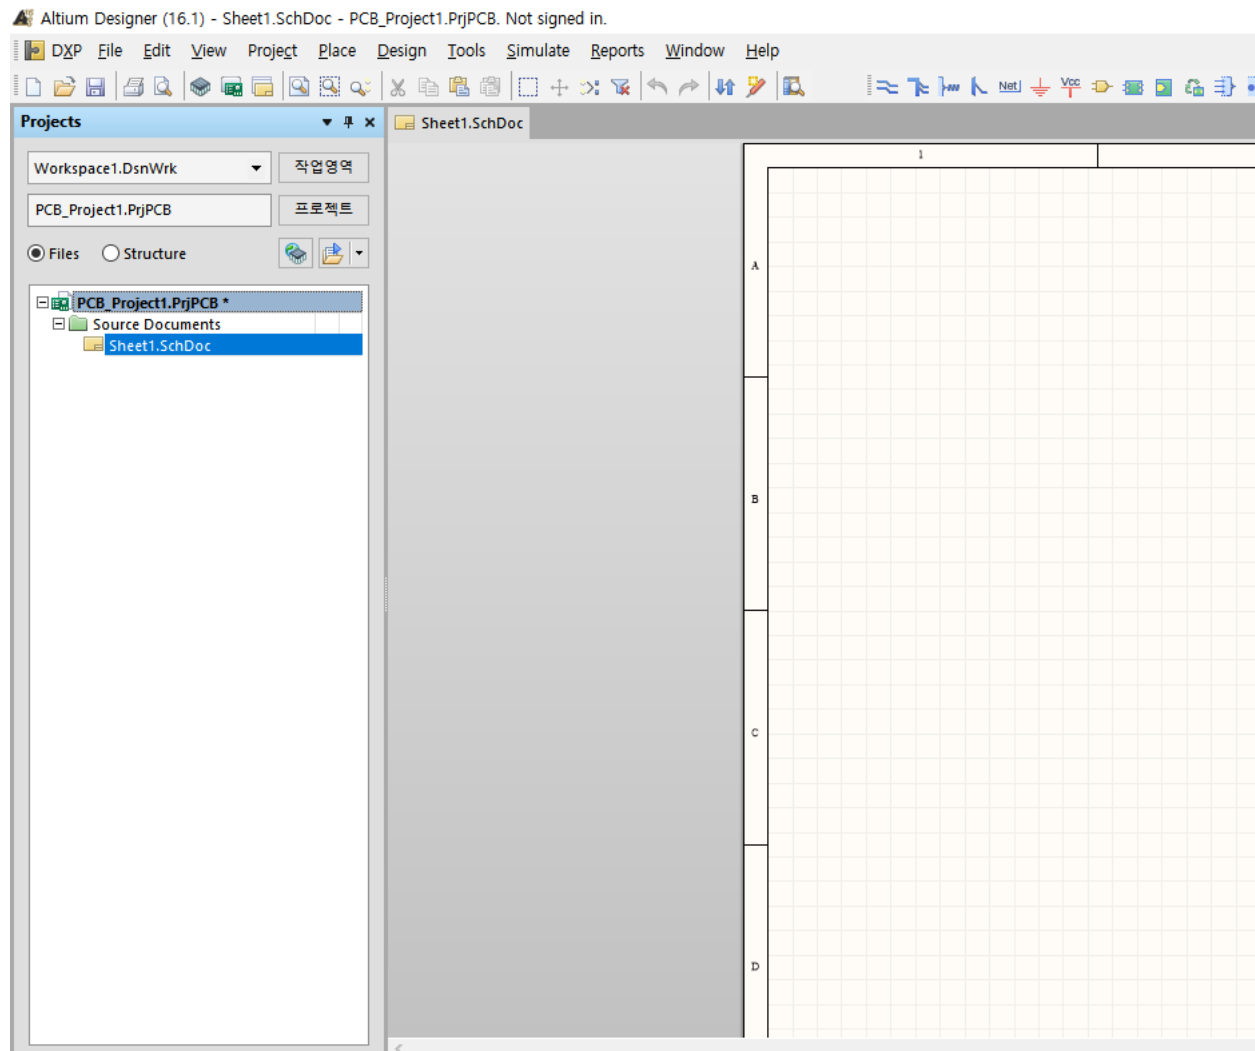 Altium Designer (16.1) - Sheet1.SchDoc - PCB_Project1.PrjPCB. Not signed in.
DXP File Edit View Project Place Design Tools Simulate Reports Window Help
Net Vcc
Projects
Sheet1.SchDoc
Workspace1.DsnWrk 작업영역
PCB_Project1.PrjPCB 프로젝트
Files Structure
PCB_Project1.PrjPCB *
Source Documents
Sheet1.SchDoc
1
A
B
C
D